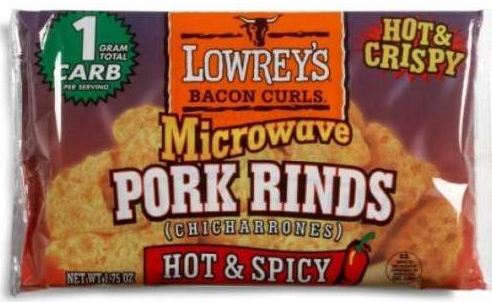 1 GRAM
TOTAL
CARB
PER SERVING
LOWREY'S
BACON CURLS.
HOT&
CRISPY
Microwave
PORK RINDS
(CHICHARRONES)
HOT & SPICY
NET WT 1.75 OZ